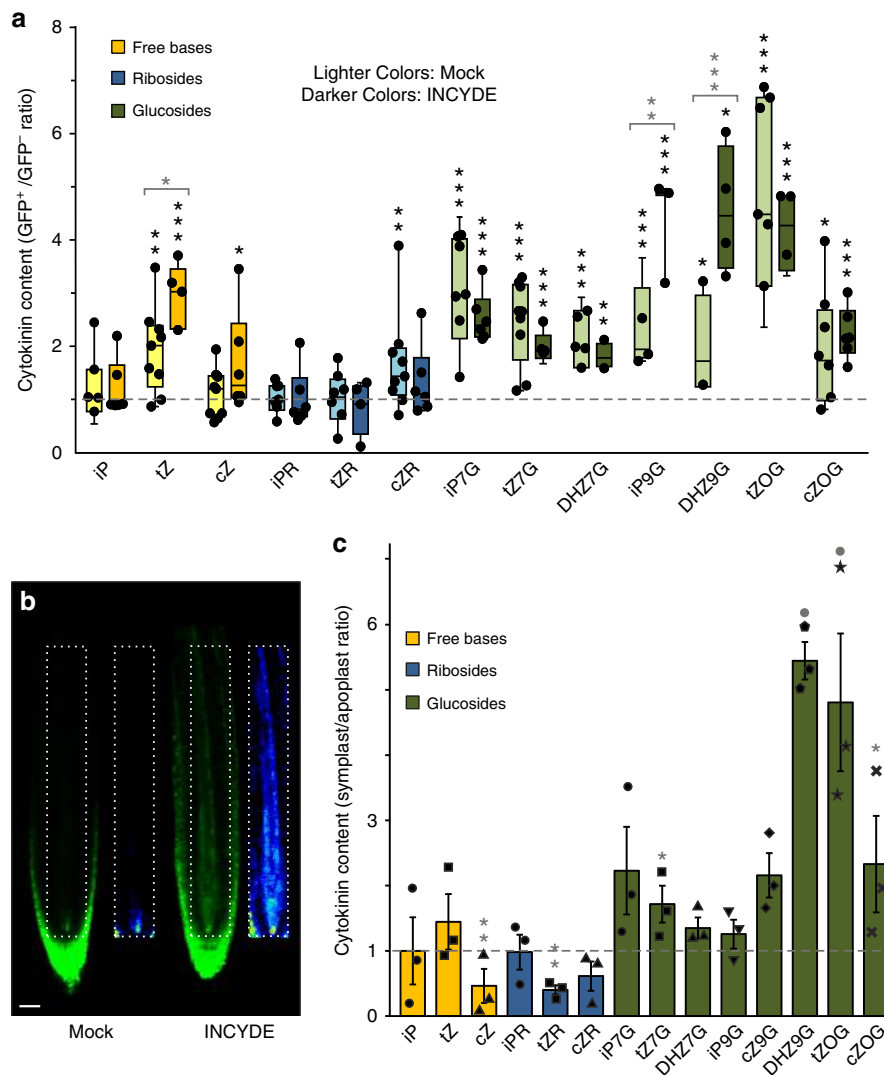 a
Cytokinin content (GFP⁺ /GFP⁻ ratio)
8
6
4
2
0
Free bases
Ribosides
Glucosides
Lighter Colors: Mock
Darker Colors: INCYDE
*
* *
* * *
*
* *
* * *
* * *
* * *
* * *
* * *
* *
* * *
* *
* * *
*
* * *
*
* * *
* * *
*
* * *
iP
tZ
cZ
iPR
tZR
cZR
iP7G
tZ7G
DHZ7G
iP9G
DHZ9G
tZOG
cZOG
b
Mock
INCYDE
c
Cytokinin content (symplast/apoplast ratio)
6
3
1
0
Free bases
Ribosides
Glucosides
* *
* *
*
*
iP
tZ
cZ
iPR
tZR
cZR
iP7G
tZ7G
DHZ7G
iP9G
cZ9G
DHZ9G
tZOG
cZOG